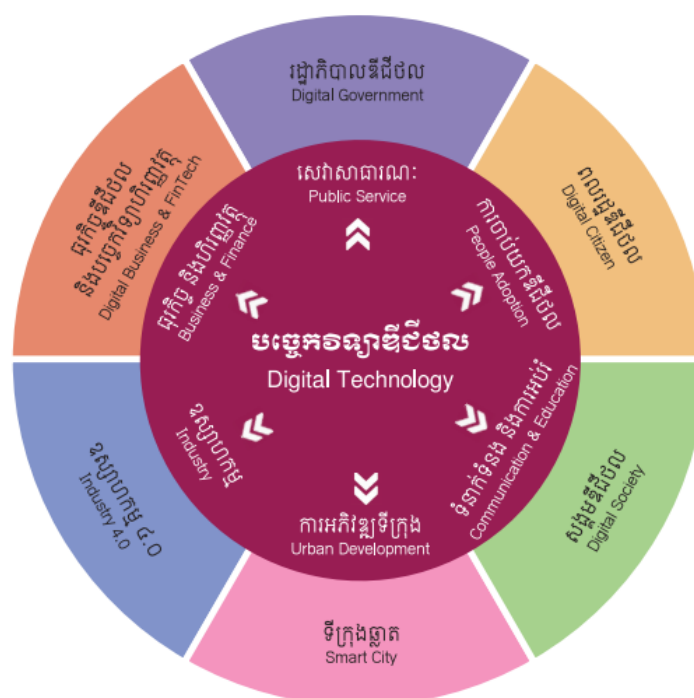 រដ្ឋាភិបាលឌីជីថល
Digital Government
ពលរដ្ឋឌីជីថល
Digital Citizen
សង្គមឌីជីថល
Digital Society
ទីក្រុងឆ្លាត
Smart City
ឧស្សាហកម្ម ៤.០
Industry 4.0
ធុរកិច្ចឌីជីថល
និងបច្ចេកវិទ្យាហិរញ្ញវត្ថុ
Digital Business & FinTech
សេវាសាធារណៈ
Public Service
ការចាប់យកឌីជីថល
People Adoption
ទំនាក់ទំនង និងការអប់រំ
Communication & Education
ការអភិវឌ្ឍទីក្រុង
Urban Development
ឧស្សាហកម្ម
Industry
ធុរកិច្ច និងហិរញ្ញវត្ថុ
Business & Finance
បច្ចេកវិទ្យាឌីជីថល
Digital Technology